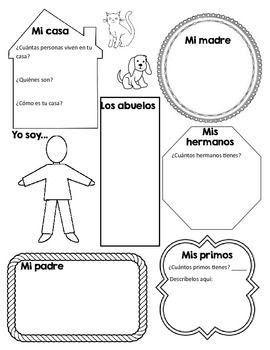 Mi casa
¿Cuántas personas viven en tu
casa?
¿Quiénes son?
¿Cómo es tu casa?
Mi madre
Los abuelos
Mis
hermanos
¿Cuántos hermanos tienes?
Yo soy...
Mi padre
Mis primos
¿Cuántos primos tienes? _____
Descríbelos aquí: